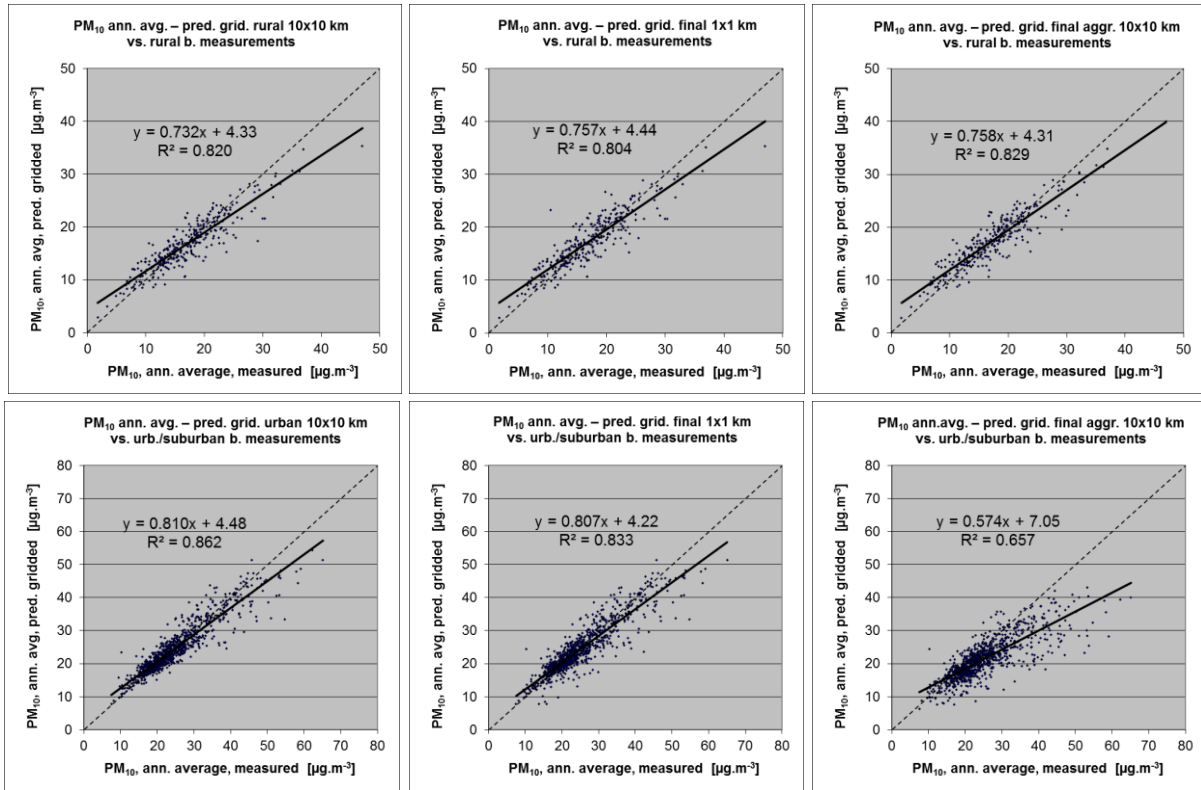 PM₁₀ ann. avg. – pred. grid. rural 10x10 km
vs. rural b. measurements
PM₁₀, ann. avg, pred. gridded [µg.m⁻³]
50
40
30
20
10
0
y = 0.732x + 4.33
R² = 0.820
0 10 20 30 40 50
PM₁₀, ann. average, measured [µg.m⁻³]
PM₁₀ ann. avg. – pred. grid. final 1x1 km
vs. rural b. measurements
PM₁₀, ann. avg, pred. gridded [µg.m⁻³]
50
40
30
20
10
0
y = 0.757x + 4.44
R² = 0.804
0 10 20 30 40 50
PM₁₀, ann. average, measured [µg.m⁻³]
PM₁₀ ann. avg. – pred. grid. final aggr. 10x10 km
vs. rural b. measurements
PM₁₀, ann. avg, pred. gridded [µg.m⁻³]
50
40
30
20
10
0
y = 0.758x + 4.31
R² = 0.829
0 10 20 30 40 50
PM₁₀, ann. average, measured [µg.m⁻³]
PM₁₀ ann. avg. – pred. grid. urban 10x10 km
vs. urb./suburban b. measurements
PM₁₀, ann. avg, pred. gridded [µg.m⁻³]
80
70
60
50
40
30
20
10
0
y = 0.810x + 4.48
R² = 0.862
0 10 20 30 40 50 60 70 80
PM₁₀, ann. average, measured [µg.m⁻³]
PM₁₀ ann. avg. – pred. grid. final 1x1 km
vs. urb./suburban b. measurements
PM₁₀, ann. avg, pred. gridded [µg.m⁻³]
80
70
60
50
40
30
20
10
0
y = 0.807x + 4.22
R² = 0.833
0 10 20 30 40 50 60 70 80
PM₁₀, ann. average, measured [µg.m⁻³]
PM₁₀ ann.avg. – pred. grid. final aggr. 10x10 km
vs. urb./suburban b. measurements
PM₁₀, ann. avg, pred. gridded [µg.m⁻³]
80
70
60
50
40
30
20
10
0
y = 0.574x + 7.05
R² = 0.657
0 10 20 30 40 50 60 70 80
PM₁₀, ann. average, measured [µg.m⁻³]